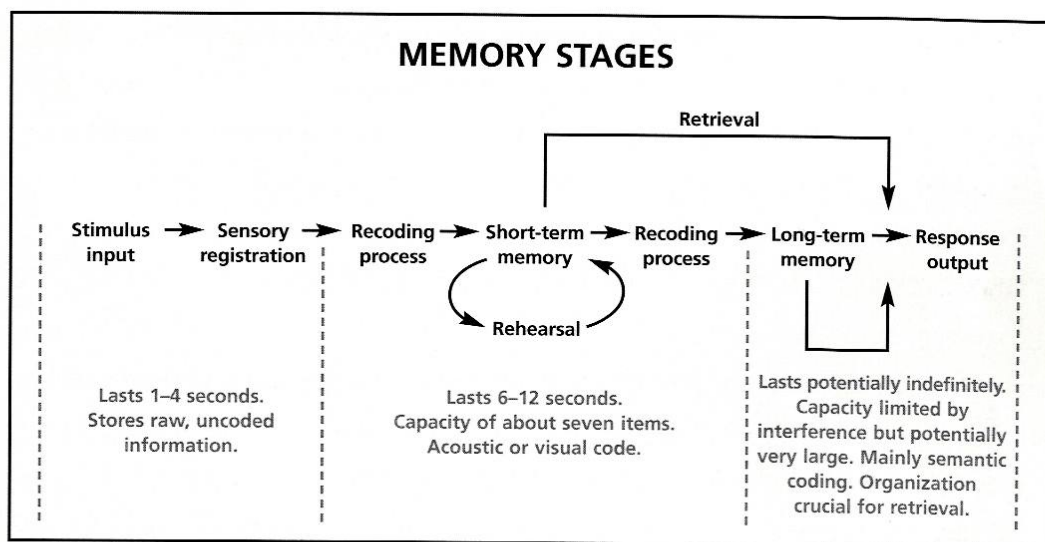 MEMORY STAGES
Retrieval
Stimulus input
Sensory registration
Recoding process
Short-term memory
Recoding process
Long-term memory
Response output
Rehearsal
Lasts 1–4 seconds.
Stores raw, uncoded
information.
Lasts 6–12 seconds.
Capacity of about seven items.
Acoustic or visual code.
Lasts potentially indefinitely.
Capacity limited by
interference but potentially
very large. Mainly semantic
coding. Organization
crucial for retrieval.